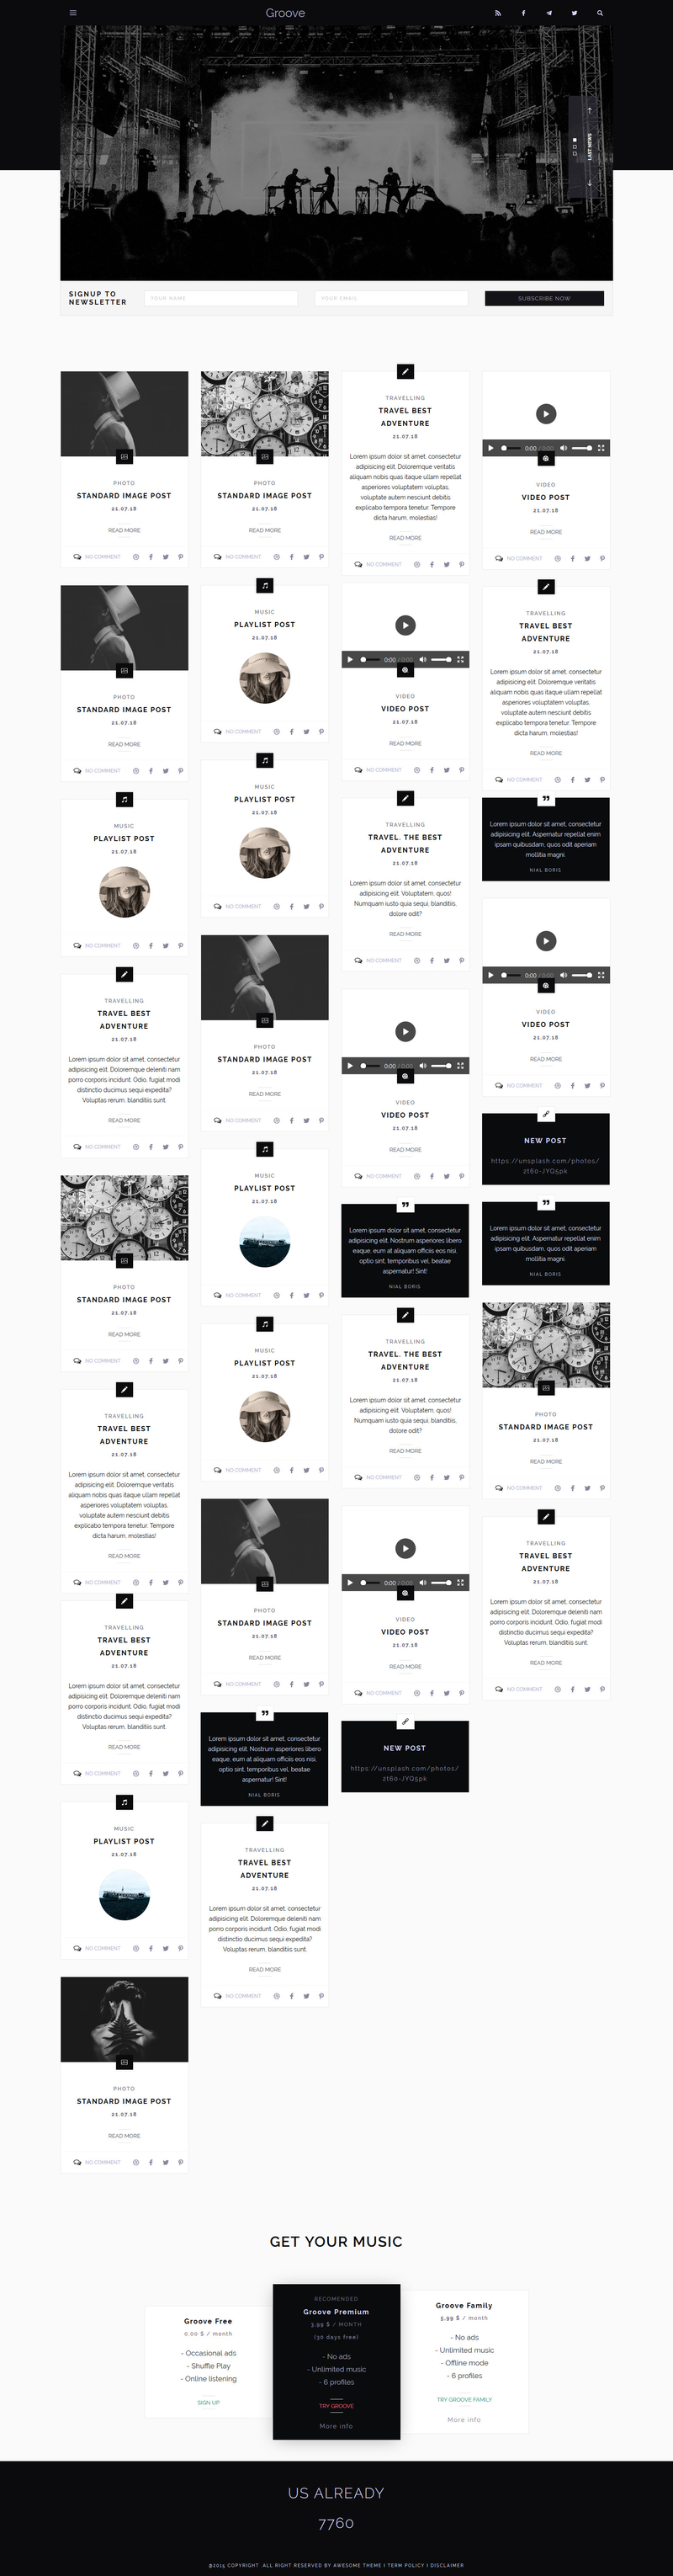 Groove
LAST NEWS
SIGNUP TO
NEWSLETTER
YOUR NAME
YOUR EMAIL
SUBSCRIBE NOW
PHOTO
STANDARD IMAGE POST
21.07.18
READ MORE
NO COMMENT
PHOTO
STANDARD IMAGE POST
21.07.18
READ MORE
NO COMMENT
MUSIC
PLAYLIST POST
21.07.18
NO COMMENT
TRAVELLING
TRAVEL BEST
ADVENTURE
21.07.18
Lorem ipsum dolor sit amet, consectetur
adipisicing elit. Doloremque deleniti nam
porro corporis incidunt. Odio, fugiat modi
distinctio ducimus sequi expedita?
Voluptas rerum, blanditiis sunt.
READ MORE
NO COMMENT
PHOTO
STANDARD IMAGE POST
21.07.18
READ MORE
NO COMMENT
TRAVELLING
TRAVEL BEST
ADVENTURE
21.07.18
Lorem ipsum dolor sit amet, consectetur
adipisicing elit. Doloremque veritatis
aliquam nobis quas itaque ullam repellat
asperiores voluptatem voluptas,
voluptate autem nesciunt debitis
explicabo tempora tenetur. Tempore
dicta harum, molestias!
READ MORE
NO COMMENT
TRAVELLING
TRAVEL BEST
ADVENTURE
21.07.18
Lorem ipsum dolor sit amet, consectetur
adipisicing elit. Doloremque deleniti nam
porro corporis incidunt. Odio, fugiat modi
distinctio ducimus sequi expedita?
Voluptas rerum, blanditiis sunt.
READ MORE
NO COMMENT
MUSIC
PLAYLIST POST
21.07.18
NO COMMENT
PHOTO
STANDARD IMAGE POST
21.07.18
READ MORE
NO COMMENT
PHOTO
STANDARD IMAGE POST
21.07.18
READ MORE
NO COMMENT
MUSIC
PLAYLIST POST
21.07.18
NO COMMENT
MUSIC
PLAYLIST POST
21.07.18
NO COMMENT
PHOTO
STANDARD IMAGE POST
21.07.18
READ MORE
NO COMMENT
MUSIC
PLAYLIST POST
21.07.18
NO COMMENT
MUSIC
PLAYLIST POST
21.07.18
NO COMMENT
PHOTO
STANDARD IMAGE POST
21.07.18
READ MORE
NO COMMENT
Lorem ipsum dolor sit amet, consectetur
adipisicing elit. Nostrum asperiores libero
eaque, eum at aliquam officiis eos nisi,
optio sint, temporibus vel, beatae
aspernatur! Sint!
NIAL BORIS
TRAVELLING
TRAVEL BEST
ADVENTURE
21.07.18
Lorem ipsum dolor sit amet, consectetur
adipisicing elit. Doloremque deleniti nam
porro corporis incidunt. Odio, fugiat modi
distinctio ducimus sequi expedita?
Voluptas rerum, blanditiis sunt.
READ MORE
NO COMMENT
TRAVELLING
TRAVEL BEST
ADVENTURE
21.07.18
Lorem ipsum dolor sit amet, consectetur
adipisicing elit. Doloremque veritatis
aliquam nobis quas itaque ullam repellat
asperiores voluptatem voluptas,
voluptate autem nesciunt debitis
explicabo tempora tenetur. Tempore
dicta harum, molestias!
READ MORE
NO COMMENT
0:00 / 0:00
VIDEO
VIDEO POST
21.07.18
READ MORE
NO COMMENT
TRAVELLING
TRAVEL. THE BEST
ADVENTURE
21.07.18
Lorem ipsum dolor sit amet, consectetur
adipisicing elit. Voluptatem, quos!
Numquam iusto quia sequi, blanditiis,
dolore odit?
READ MORE
NO COMMENT
0:00 / 0:00
VIDEO
VIDEO POST
21.07.18
READ MORE
NO COMMENT
Lorem ipsum dolor sit amet, consectetur
adipisicing elit. Nostrum asperiores libero
eaque, eum at aliquam officiis eos nisi,
optio sint, temporibus vel, beatae
aspernatur! Sint!
NIAL BORIS
TRAVELLING
TRAVEL. THE BEST
ADVENTURE
21.07.18
Lorem ipsum dolor sit amet, consectetur
adipisicing elit. Voluptatem, quos!
Numquam iusto quia sequi, blanditiis,
dolore odit?
READ MORE
NO COMMENT
0:00 / 0:00
VIDEO
VIDEO POST
21.07.18
READ MORE
NO COMMENT
NEW POST
https://unsplash.com/photos/
2t60-JYQ5pk
0:00 / 0:00
VIDEO
VIDEO POST
21.07.18
READ MORE
NO COMMENT
TRAVELLING
TRAVEL BEST
ADVENTURE
21.07.18
Lorem ipsum dolor sit amet, consectetur
adipisicing elit. Doloremque veritatis
aliquam nobis quas itaque ullam repellat
asperiores voluptatem voluptas,
voluptate autem nesciunt debitis
explicabo tempora tenetur. Tempore
dicta harum, molestias!
READ MORE
NO COMMENT
Lorem ipsum dolor sit amet, consectetur
adipisicing elit. Aspernatur repellat enim
ipsam quibusdam, quos odit aperiam
mollitia magni.
NIAL BORIS
0:00 / 0:00
VIDEO
VIDEO POST
21.07.18
READ MORE
NO COMMENT
NEW POST
https://unsplash.com/photos/
2t60-JYQ5pk
Lorem ipsum dolor sit amet, consectetur
adipisicing elit. Aspernatur repellat enim
ipsam quibusdam, quos odit aperiam
mollitia magni.
NIAL BORIS
PHOTO
STANDARD IMAGE POST
21.07.18
READ MORE
NO COMMENT
TRAVELLING
TRAVEL BEST
ADVENTURE
21.07.18
Lorem ipsum dolor sit amet, consectetur
adipisicing elit. Doloremque deleniti nam
porro corporis incidunt. Odio, fugiat modi
distinctio ducimus sequi expedita?
Voluptas rerum, blanditiis sunt.
READ MORE
NO COMMENT
GET YOUR MUSIC
Groove Free
0.00 $ / month
- Occasional ads
- Shuffle Play
- Online listening
SIGN UP
RECOMENDED
Groove Premium
3.99 $ / MONTH
(30 days free)
- No ads
- Unlimited music
- 6 profiles
TRY GROOVE
More info
Groove Family
5.99 $ / month
- No ads
- Unlimited music
- Offline mode
- 6 profiles
TRY GROOVE FAMILY
More info
US ALREADY
7760
@2015 COPYRIGHT. ALL RIGHT RESERVED BY AWESOME THEME | TERM POLICY | DISCLAIMER